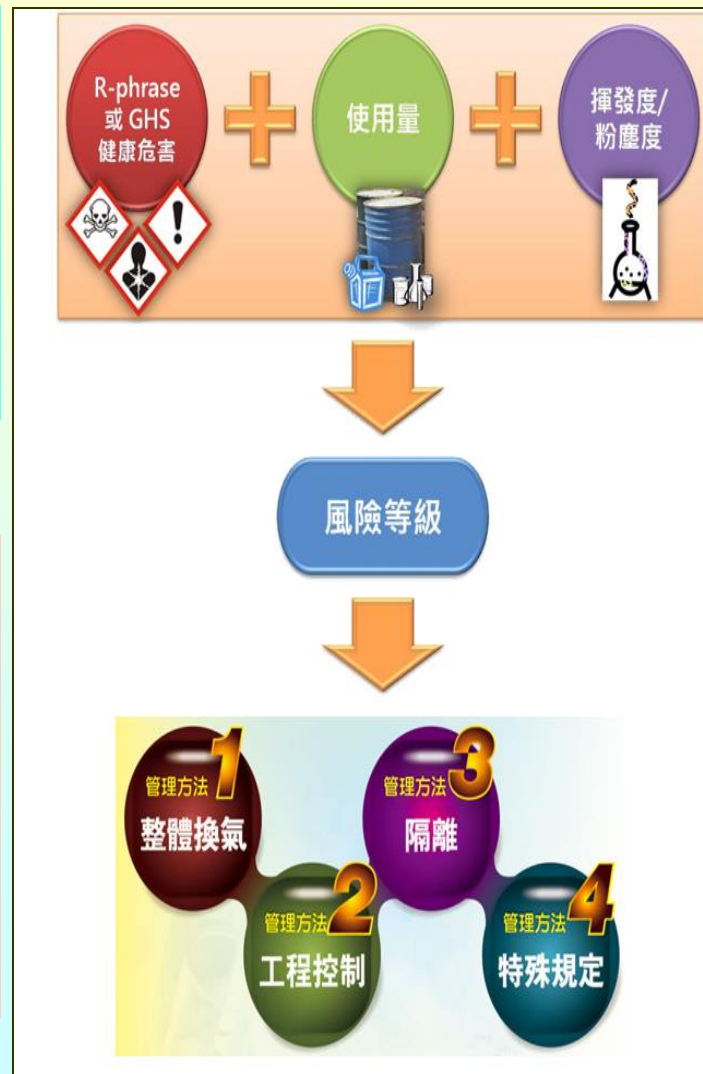 R-phrase
或 GHS
健康危害
使用量
揮發度/
粉塵度
風險等級
管理方法1
整體換氣
管理方法2
工程控制
管理方法3
隔離
管理方法4
特殊規定